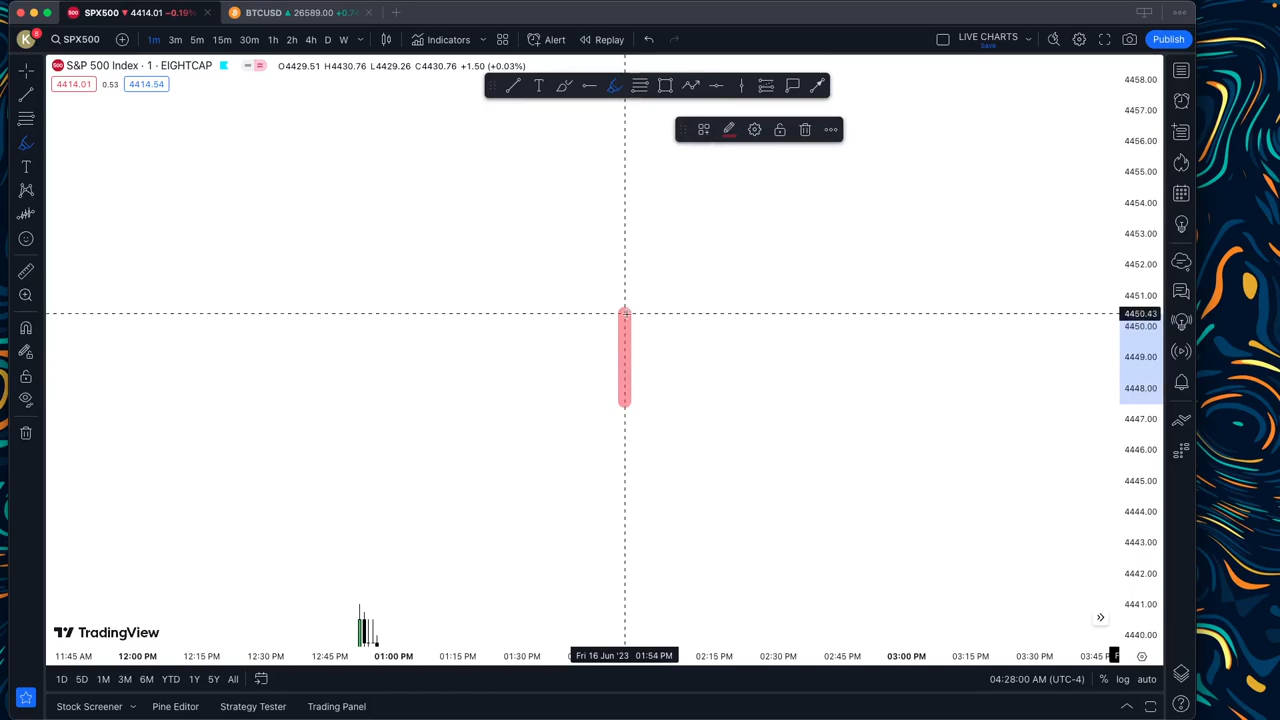 SPX500 ▲ 4414.01 −0.19%
BTCUSD ▲ 26589.00 +0.7
K
6
SPX500
1m 3m 5m 15m 30m 1h 2h 4h D W
Indicators
Alert
Replay
LIVE CHARTS
Save
Publish
500 S&P 500 Index · 1 · EIGHTCAP
O4429.51 H4430.76 L4429.26 C4430.76 +1.50 (+0.03%)
4414.01 0.53 4414.54
4458.00
4457.00
4456.00
4455.00
4454.00
4453.00
4452.00
4451.00
4450.43
4450.00
4449.00
4448.00
4447.00
4446.00
4445.00
4444.00
4443.00
4442.00
4441.00
4440.00
TradingView
11:45 AM 12:00 PM 12:15 PM 12:30 PM 12:45 PM 01:00 PM 01:15 PM 01:30 PM Fri 16 Jun '23 01:54 PM 02:15 PM 02:30 PM 02:45 PM 03:00 PM 03:15 PM 03:30 PM 03:45 F
1D 5D 1M 3M 6M YTD 1Y 5Y All
04:28:00 AM (UTC-4) % log auto
Stock Screener Pine Editor Strategy Tester Trading Panel